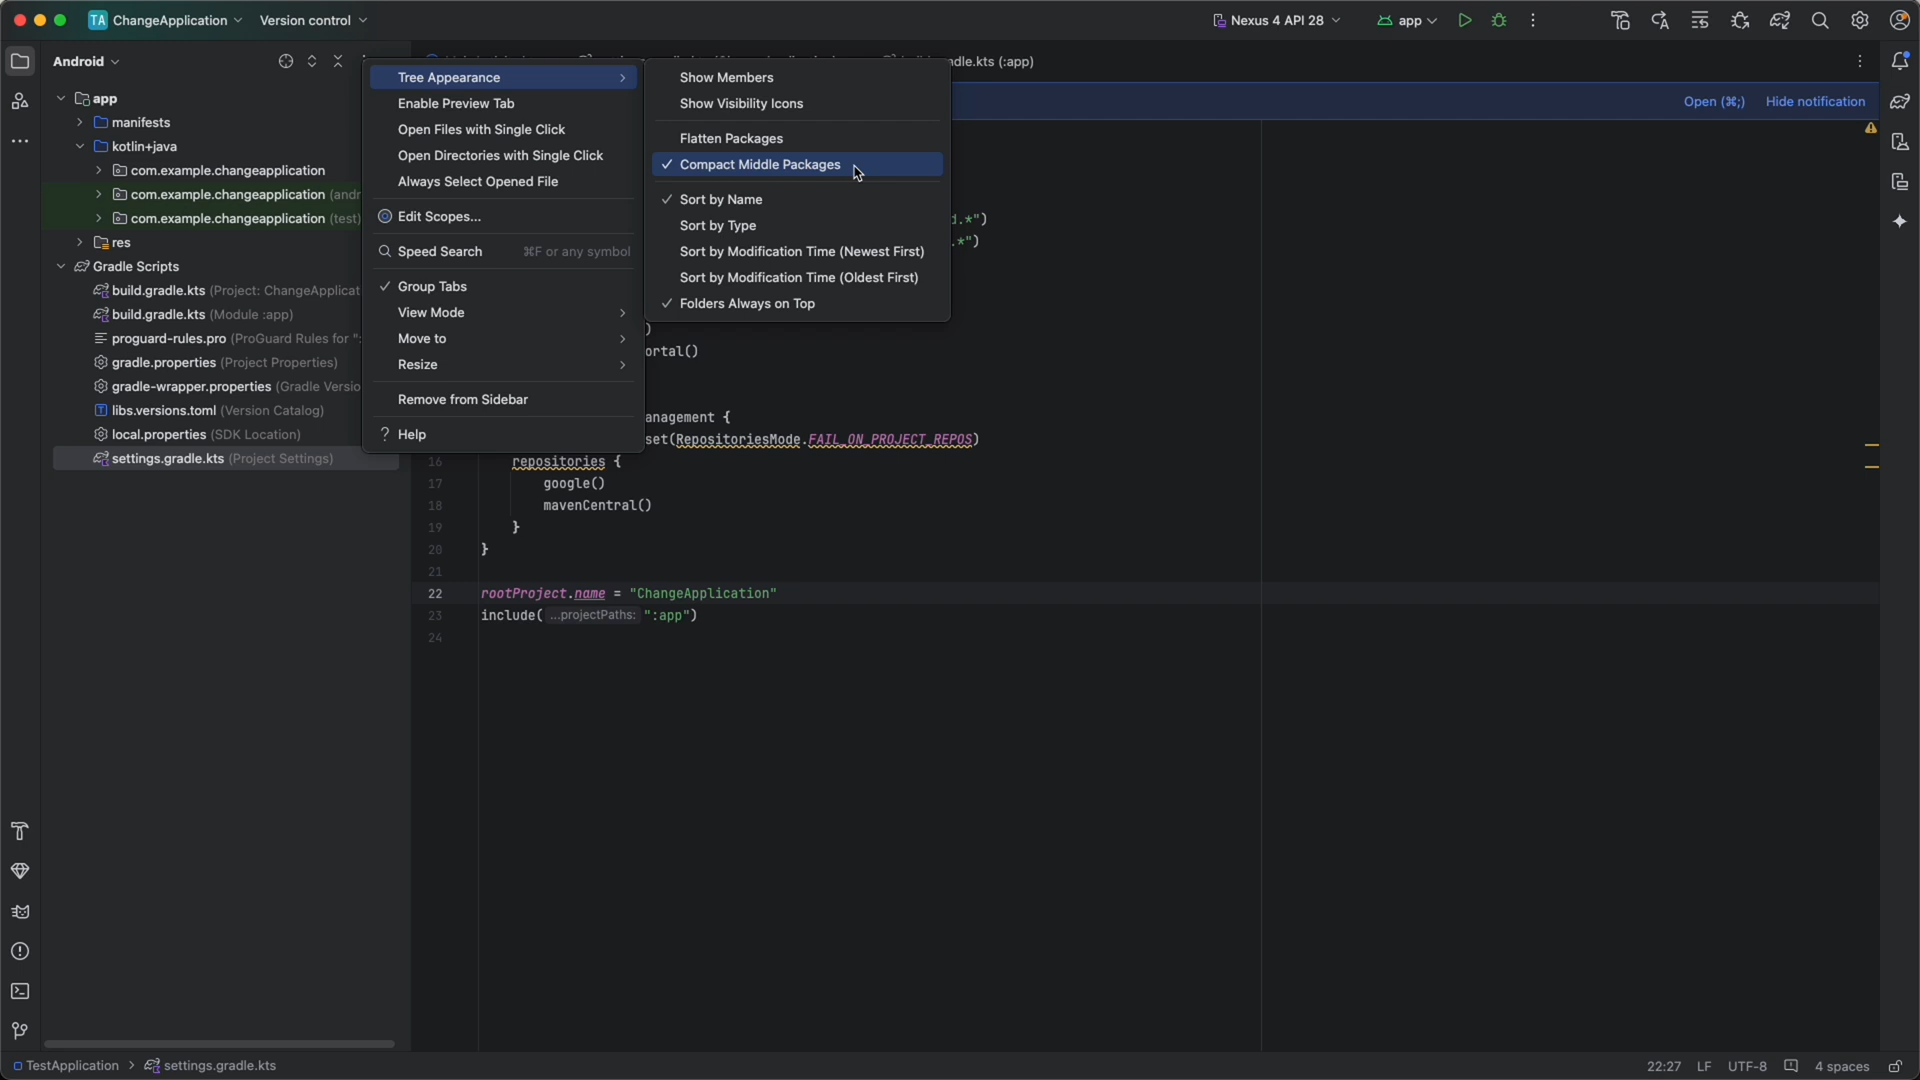 TA ChangeApplication
Version control
Nexus 4 API 28
app
Android
dle.kts (:app)
Open (⌘;)
Hide notification
app
manifests
kotlin+java
com.example.changeapplication
com.example.changeapplication (andr
com.example.changeapplication (test)
res
Gradle Scripts
build.gradle.kts (Project: ChangeApplicat
build.gradle.kts (Module :app)
proguard-rules.pro (ProGuard Rules for ":
gradle.properties (Project Properties)
gradle-wrapper.properties (Gradle Versio
libs.versions.toml (Version Catalog)
local.properties (SDK Location)
settings.gradle.kts (Project Settings)
Tree Appearance
Enable Preview Tab
Open Files with Single Click
Open Directories with Single Click
Always Select Opened File
Edit Scopes...
Speed Search ⌘F or any symbol
Group Tabs
View Mode
Move to
Resize
Remove from Sidebar
? Help
Show Members
Show Visibility Icons
Flatten Packages
✓ Compact Middle Packages
✓ Sort by Name
Sort by Type
Sort by Modification Time (Newest First)
Sort by Modification Time (Oldest First)
✓ Folders Always on Top
d.*")
.*")
)
ortal()
anagement {
set(RepositoriesMode.FAIL_ON_PROJECT_REPOS)
16 repositories {
17 google()
18 mavenCentral()
19 }
20 }
21
22 rootProject.name = "ChangeApplication"
23 include( ...projectPaths: ":app")
24
TestApplication > settings.gradle.kts
22:27 LF UTF-8 4 spaces